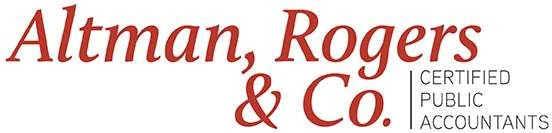 Altman, Rogers
& Co.
CERTIFIED
PUBLIC
ACCOUNTANTS